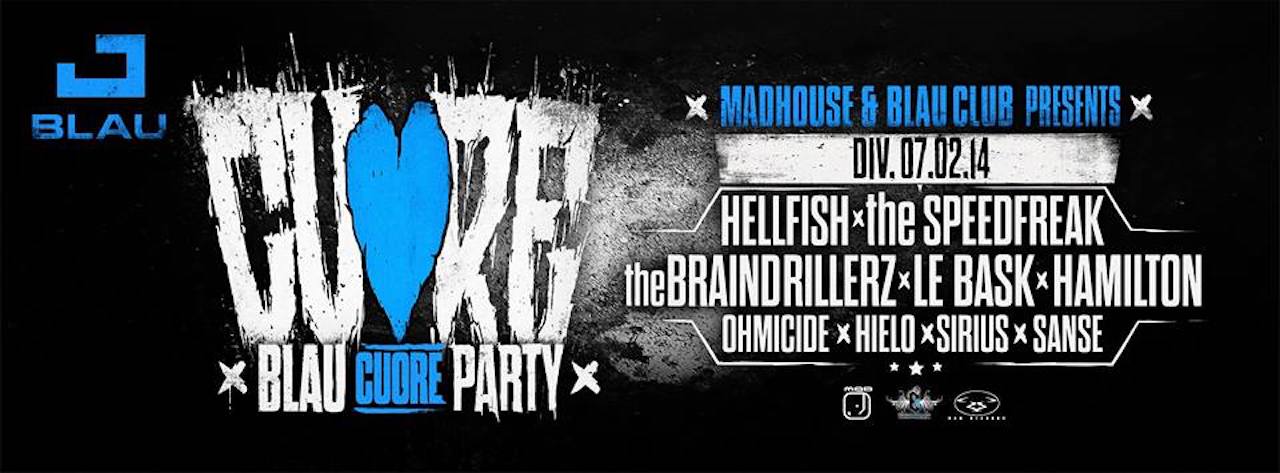 BLAU
CUORE
BLAU CUORE PARTY
MADHOUSE & BLAU CLUB PRESENTS
DIV. 07.02.14
HELLFISH x the SPEEDFREAK
theBRAINDRILLERZ x LE BASK x HAMILTON
OHMICIDE x HIELO x SIRIUS x SANSE